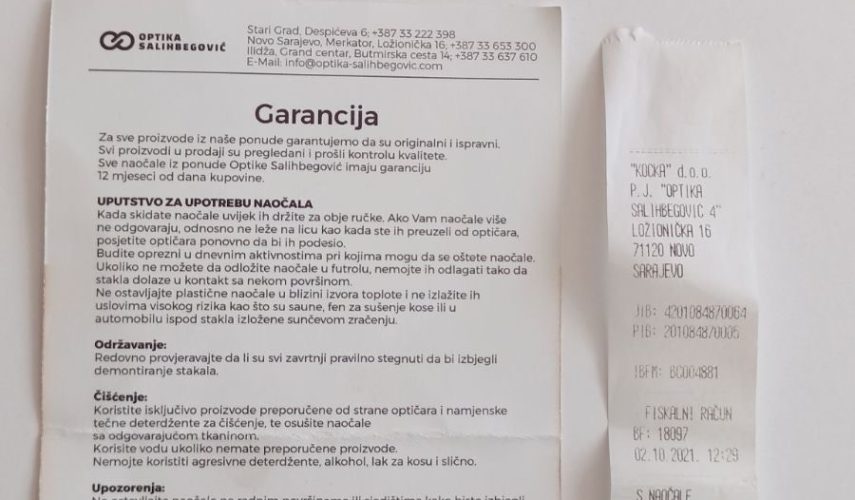 OPTIKA
SALIHBEGOVIĆ
Stari Grad, Despićeva 6; +387 33 222 398
Novo Sarajevo, Merkator, Ložionička 16, +387 33 653 300
Ilidža, Grand centar, Butmirska cesta 14; +387 33 637 610
E-Mail: info@optika-salihbegovic.com
Garancija
Za sve proizvode iz naše ponude garantujemo da su originalni i ispravni.
Svi proizvodi u prodaji su pregledani i prošli kontrolu kvalitete.
Sve naočale iz ponude Optike Salihbegović imaju garanciju
12 mjeseci od dana kupovine.
UPUTSTVO ZA UPOTREBU NAOČALA
Kada skidate naočale uvijek ih držite za obje ručke. Ako Vam naočale više
ne odgovaraju, odnosno ne leže na licu kao kada ste ih preuzeli od optičara,
posjetite optičara ponovno da bi ih podesio.
Budite oprezni u dnevnim aktivnostima pri kojima mogu da se oštete naočale.
Ukoliko ne možete da odložite naočale u futrolu, nemojte ih odlagati tako da
stakla dolaze u kontakt sa nekom površinom.
Ne ostavljajte plastične naočale u blizini izvora toplote i ne izlažite ih
uslovima visokog rizika kao što su saune, fen za sušenje kose ili u
automobilu ispod stakla izložene sunčevom zračenju.
Održavanje:
Redovno provjeravajte da li su svi zavrtnji pravilno stegnuti da bi izbjegli
demontiranje stakala.
Čišćenje:
Koristite isključivo proizvode preporučene od strane optičara i namjenske
tečne deterdžente za čišćenje, te osušite naočale
sa odgovarajućom tkaninom.
Korisite vodu ukoliko nemate preporučene proizvode.
Nemojte koristiti agresivne deterdžente, alkohol, lak za kosu i slično.
Upozorenja:
"KOCKA" d.o.o.
P.J. "OPTIKA
SALIHBEGOVIC 4"
LOŽIONIČKA 16
71120 NOVO
SARAJEVO
JIB: 4201084870064
PIB: 201084870005
IBFM: BC004881
FISKALNI RAČUN
BF: 18097
02.10.2021. 12:29
S NAOČALE